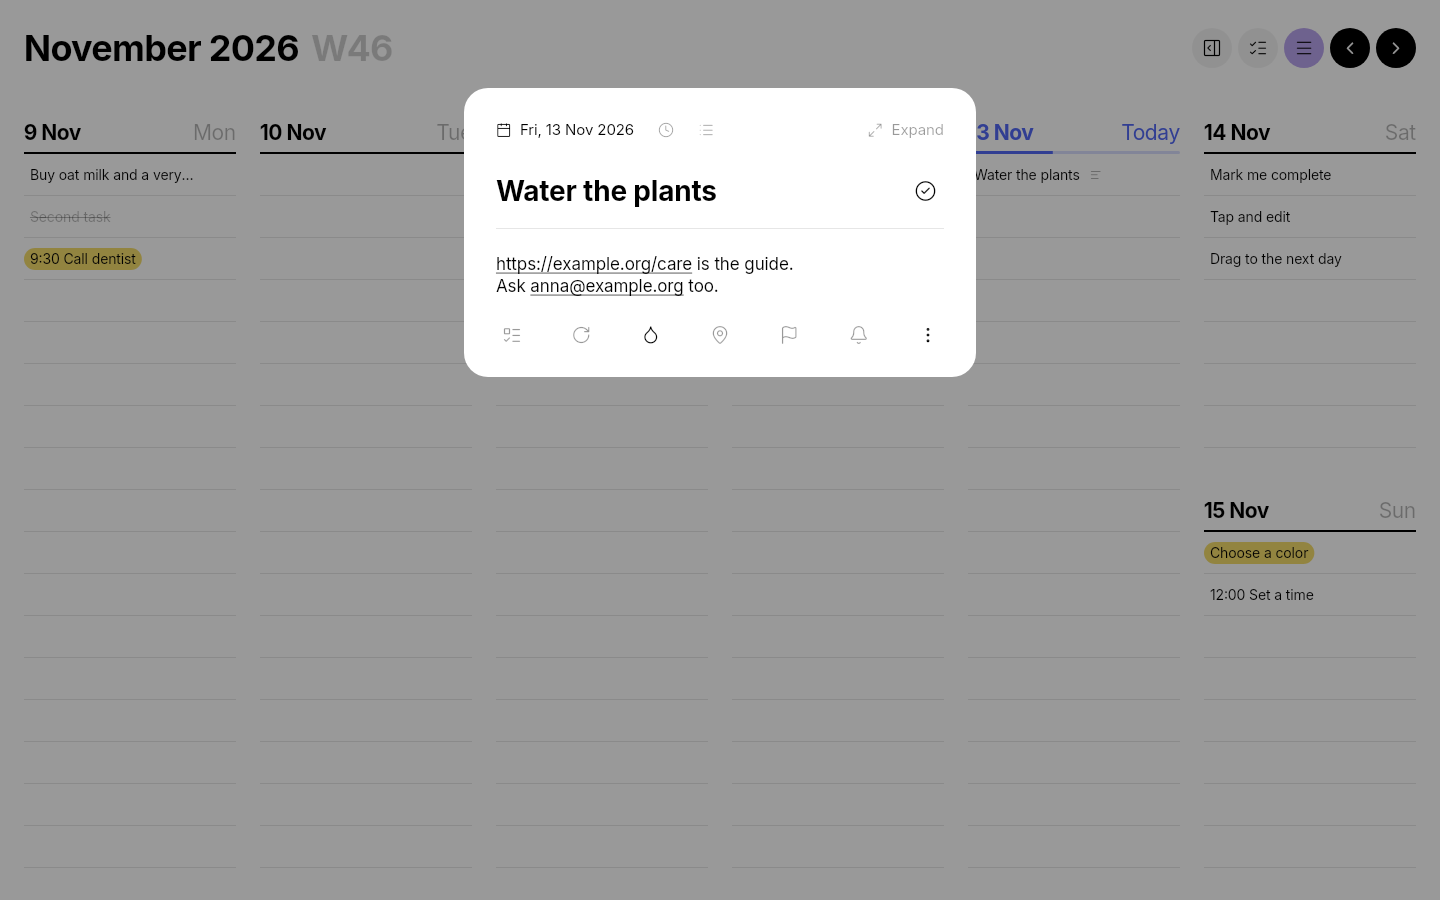 November 2026 W46
9 Nov Mon
Buy oat milk and a very...
Second task
9:30 Call dentist
10 Nov Tue
Fri, 13 Nov 2026
Expand
Water the plants
https://example.org/care is the guide.
Ask anna@example.org too.
3 Nov Today
Water the plants
14 Nov Sat
Mark me complete
Tap and edit
Drag to the next day
15 Nov Sun
Choose a color
12:00 Set a time